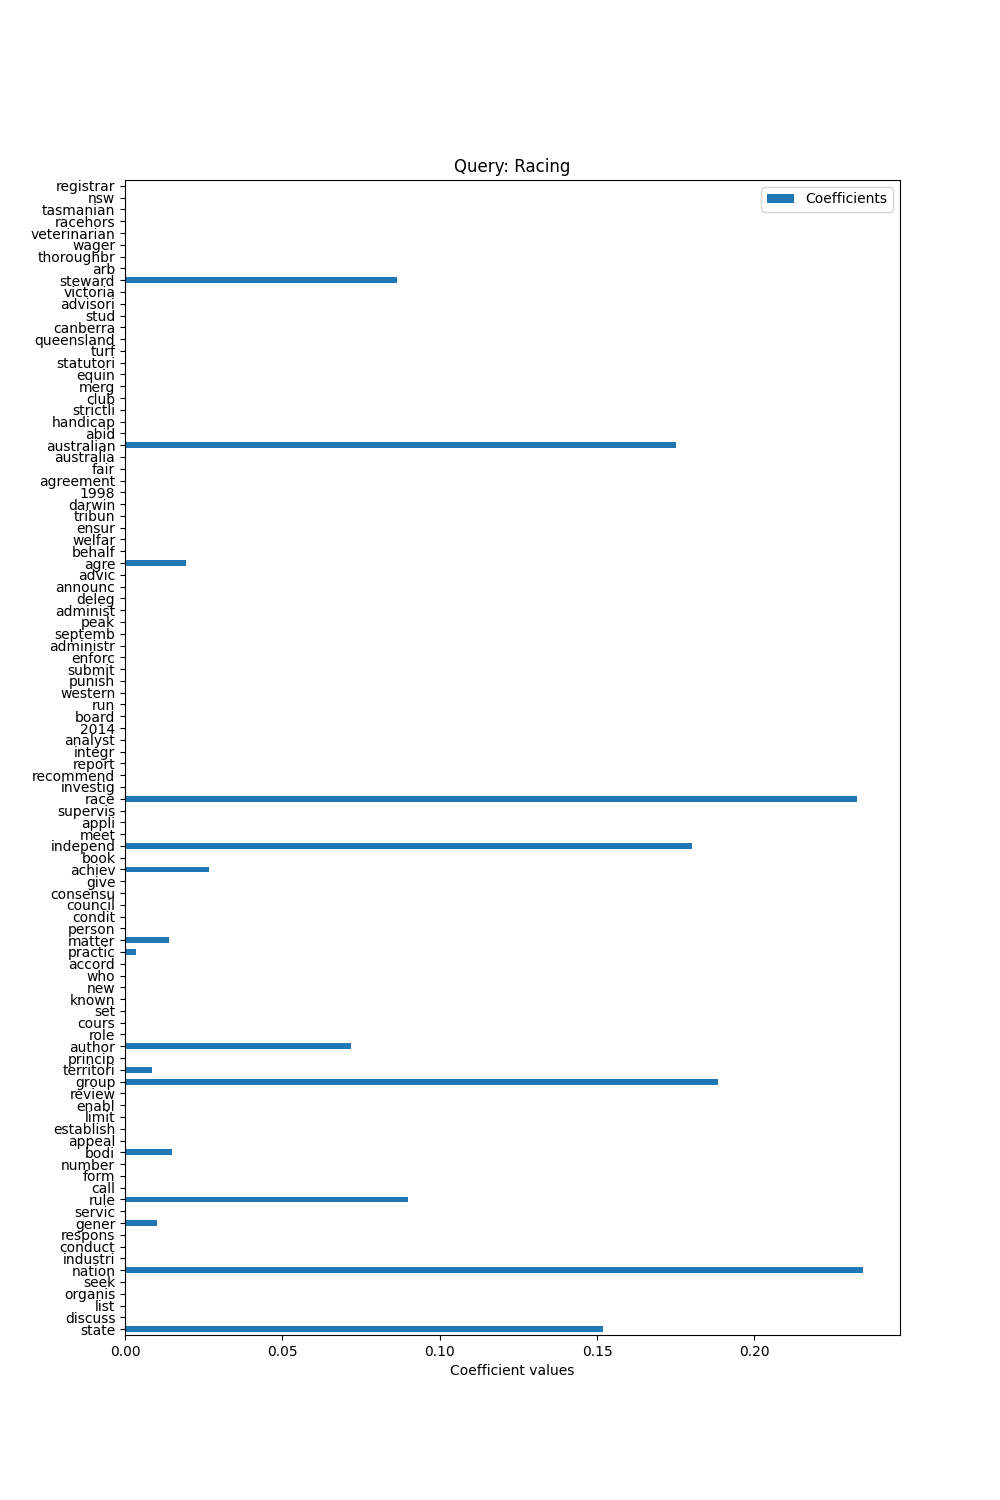 Query: Racing
Coefficients
registrar
nsw
tasmanian
racehors
veterinarian
wager
thoroughbr
arb
steward
victoria
advisori
stud
canberra
queensland
turf
statutori
equin
merg
club
strictli
handicap
abid
australian
australia
fair
agreement
1998
darwin
tribun
ensur
welfar
behalf
agre
advic
announc
deleg
administ
peak
septemb
administr
enforc
submit
punish
western
run
board
2014
analyst
integr
report
recommend
investig
race
supervis
appli
meet
independ
book
achiev
give
consensu
council
condit
person
matter
practic
accord
who
new
known
set
cours
role
author
princip
territori
group
review
enabl
limit
establish
appeal
bodi
number
form
call
rule
servic
gener
respons
conduct
industri
nation
seek
organis
list
discuss
state
0.00 0.05 0.10 0.15 0.20
Coefficient values